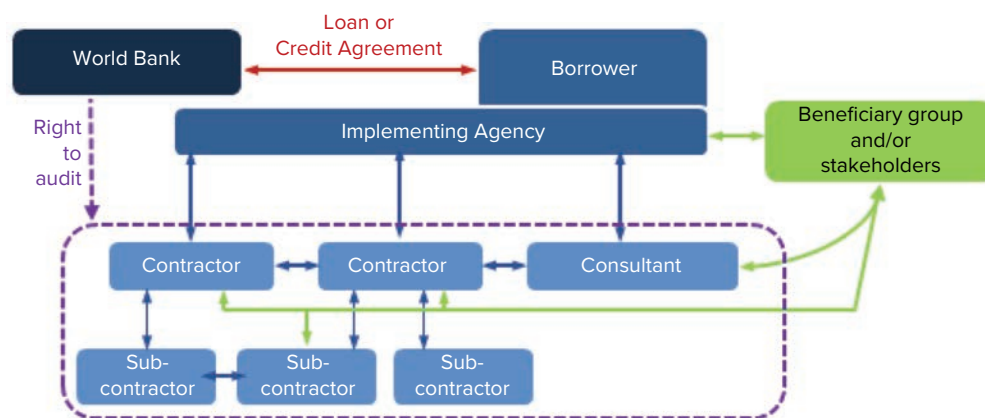 World Bank
Loan or
Credit Agreement
Borrower
Right
to
audit
Implementing Agency
Beneficiary group
and/or
stakeholders
Contractor
Contractor
Consultant
Sub-
contractor
Sub-
contractor
Sub-
contractor